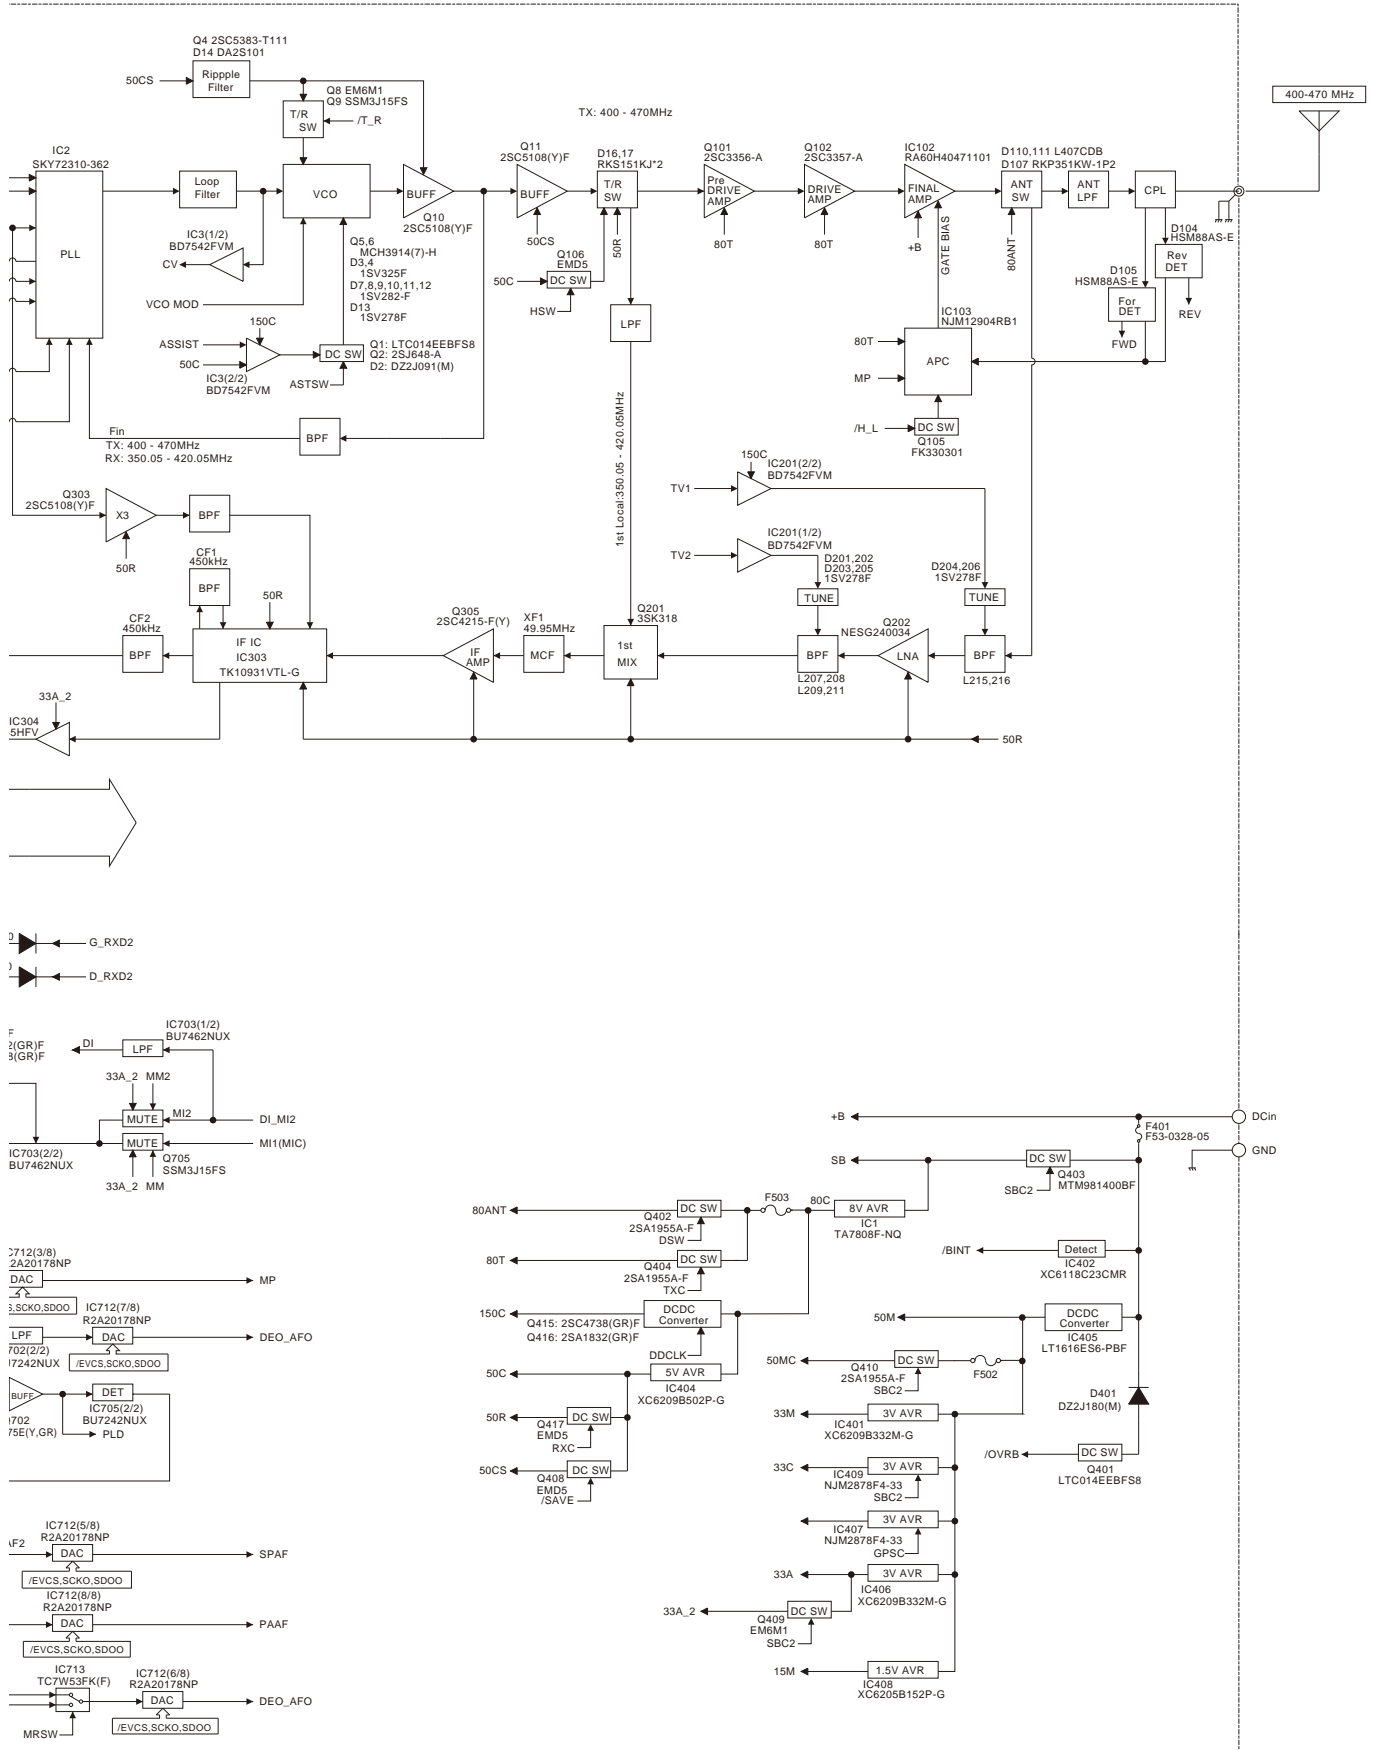 Q4 2SC5383-T111
D14 DA2S101
50CS
Rippple
Filter
Q8 EM6M1
Q9 SSM3J15FS
T/R
SW
/T_R
TX: 400 - 470MHz
400-470 MHz
IC2
SKY72310-362
PLL
Loop
Filter
VCO
BUFF
Q10
2SC5108(Y)F
Q11
2SC5108(Y)F
BUFF
50CS
D16,17
RKS151KJ*2
T/R
SW
50R
Q101
2SC3356-A
Pre
DRIVE
AMP
80T
Q102
2SC3357-A
DRIVE
AMP
80T
IC102
RA60H40471101
FINAL
AMP
+B
GATE BIAS
D110,111 L407CDB
D107 RKP351KW-1P2
ANT
SW
80ANT
ANT
LPF
CPL
D104
HSM88AS-E
Rev
DET
REV
D105
HSM88AS-E
For
DET
FWD
IC3(1/2)
BD7542FVM
CV
VCO MOD
Q5,6
MCH3914(7)-H
D3,4
1SV325F
D7,8,9,10,11,12
1SV282-F
D13
1SV278F
Q106
EMD5
50C
DC SW
HSW
LPF
150C
ASSIST
50C
IC3(2/2)
BD7542FVM
DC SW
ASTSW
Q1: LTC014EEBFS8
Q2: 2SJ648-A
D2: DZ2J091(M)
IC103
NJM12904RB1
80T
MP
APC
/H_L
DC SW
Q105
FK330301
Fin
TX: 400 - 470MHz
RX: 350.05 - 420.05MHz
BPF
1st Local:350.05 - 420.05MHz
150C
IC201(2/2)
BD7542FVM
TV1
Q303
2SC5108(Y)F
X3
50R
BPF
IC201(1/2)
BD7542FVM
TV2
D201,202
D203,205
1SV278F
TUNE
D204,206
1SV278F
TUNE
CF1
450kHz
BPF
50R
CF2
450kHz
BPF
IF IC
IC303
TK10931VTL-G
Q305
2SC4215-F(Y)
IF
AMP
XF1
49.95MHz
MCF
Q201
3SK318
1st
MIX
BPF
L207,208
L209,211
Q202
NESG240034
LNA
BPF
L215,216
33A_2
IC304
5HFV
50R
G_RXD2
D_RXD2
F
2(GR)F
8(GR)F
DI
IC703(1/2)
BU7462NUX
LPF
33A_2 MM2
MUTE
MI2
DI_MI2
MUTE
MI1(MIC)
IC703(2/2)
BU7462NUX
Q705
SSM3J15FS
33A_2 MM
+B
DCin
F401
F53-0328-05
GND
SB
DC SW
Q403
MTM981400BF
SBC2
80ANT
DC SW
Q402
2SA1955A-F
DSW
F503
80C
8V AVR
IC1
TA7808F-NQ
80T
DC SW
Q404
2SA1955A-F
TXC
/BINT
Detect
IC402
XC6118C23CMR
C712(3/8)
R2A20178NP
DAC
MP
S,SCKO,SDOO
150C
Q415: 2SC4738(GR)F
Q416: 2SA1832(GR)F
DCDC
Converter
DDCLK
50M
DCDC
Converter
IC405
LT1616ES6-PBF
IC712(7/8)
R2A20178NP
LPF
DAC
DEO_AFO
702(2/2)
U7242NUX
/EVCS,SCKO,SDOO
50MC
DC SW
Q410
2SA1955A-F
SBC2
F502
50C
5V AVR
IC404
XC6209B502P-G
BUFF
DET
IC705(2/2)
BU7242NUX
PLD
Q702
75E(Y,GR)
D401
DZ2J180(M)
50R
DC SW
Q417
EMD5
RXC
33M
3V AVR
IC401
XC6209B332M-G
/OVRB
DC SW
Q401
LTC014EEBFS8
50CS
DC SW
Q408
EMD5
/SAVE
33C
3V AVR
IC409
NJM2878F4-33
SBC2
3V AVR
IC407
NJM2878F4-33
GPSC
AF2
IC712(5/8)
R2A20178NP
DAC
SPAF
/EVCS,SCKO,SDOO
33A
3V AVR
IC406
XC6209B332M-G
33A_2
DC SW
Q409
EM6M1
SBC2
IC712(8/8)
R2A20178NP
DAC
PAAF
/EVCS,SCKO,SDOO
15M
1.5V AVR
IC408
XC6205B152P-G
IC713
TC7W53FK(F)
MRSW
IC712(6/8)
R2A20178NP
DAC
DEO_AFO
/EVCS,SCKO,SDOO